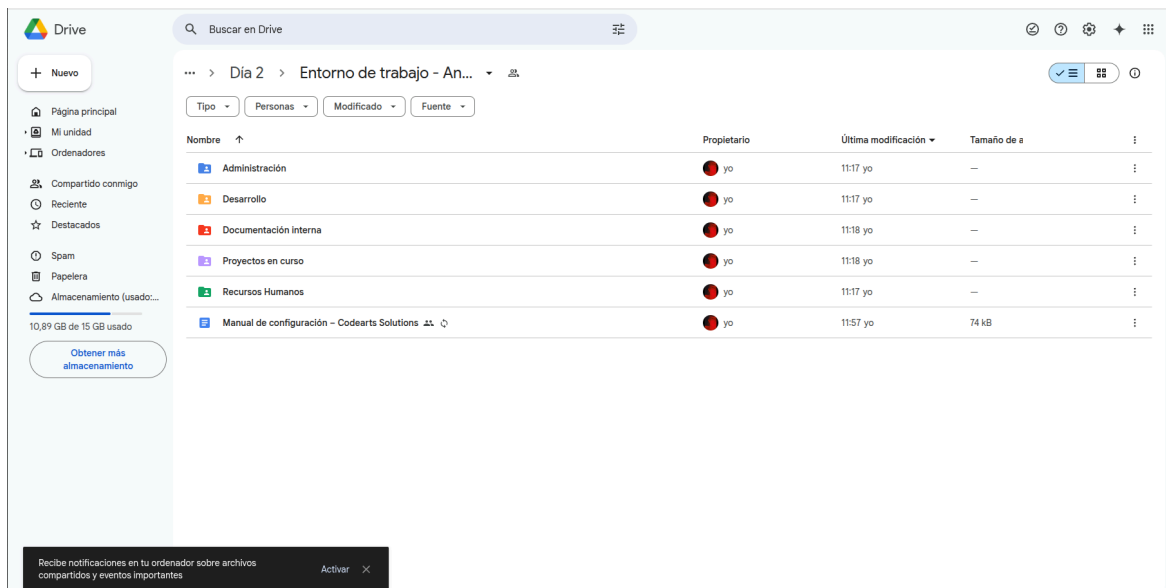 Drive
Buscar en Drive
Nuevo
Página principal
Mi unidad
Ordenadores
Compartido conmigo
Reciente
Destacados
Spam
Papelera
Almacenamiento (usado:...
10,89 GB de 15 GB usado
Obtener más
almacenamiento
... > Día 2 > Entorno de trabajo - An...
Tipo Personas Modificado Fuente
Nombre Propietario Última modificación Tamaño de a
Administración yo 11:17 yo —
Desarrollo yo 11:17 yo —
Documentación interna yo 11:18 yo —
Proyectos en curso yo 11:18 yo —
Recursos Humanos yo 11:17 yo —
Manual de configuración – Codearts Solutions yo 11:57 yo 74 kB
Recibe notificaciones en tu ordenador sobre archivos
compartidos y eventos importantes
Activar